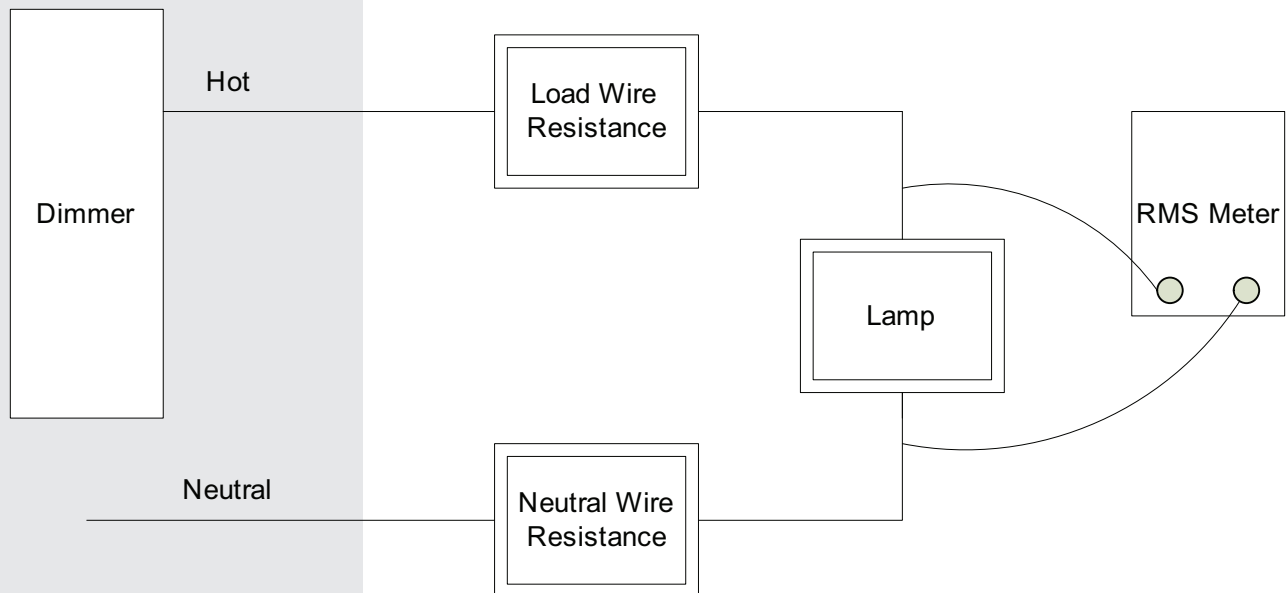 Hot
Load Wire
Resistance
Dimmer
RMS Meter
Lamp
Neutral
Neutral Wire
Resistance